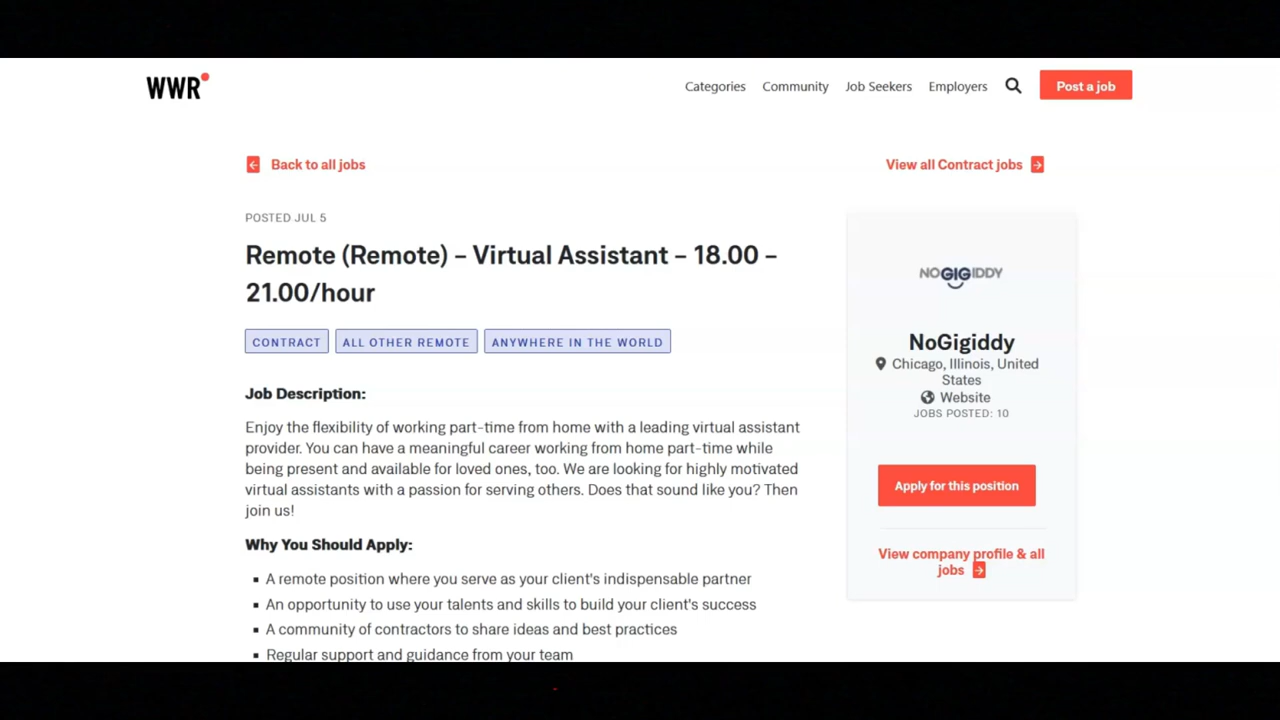 WWR
Categories Community Job Seekers Employers Post a job
Back to all jobs
View all Contract jobs
POSTED JUL 5
Remote (Remote) – Virtual Assistant – 18.00 –
21.00/hour
CONTRACT ALL OTHER REMOTE ANYWHERE IN THE WORLD
Job Description:
Enjoy the flexibility of working part-time from home with a leading virtual assistant
provider. You can have a meaningful career working from home part-time while
being present and available for loved ones, too. We are looking for highly motivated
virtual assistants with a passion for serving others. Does that sound like you? Then
join us!
Why You Should Apply:
A remote position where you serve as your client's indispensable partner
An opportunity to use your talents and skills to build your client's success
A community of contractors to share ideas and best practices
Regular support and guidance from your team
NOGIGIDDY
NoGigiddy
Chicago, Illinois, United
States
Website
JOBS POSTED: 10
Apply for this position
View company profile & all
jobs